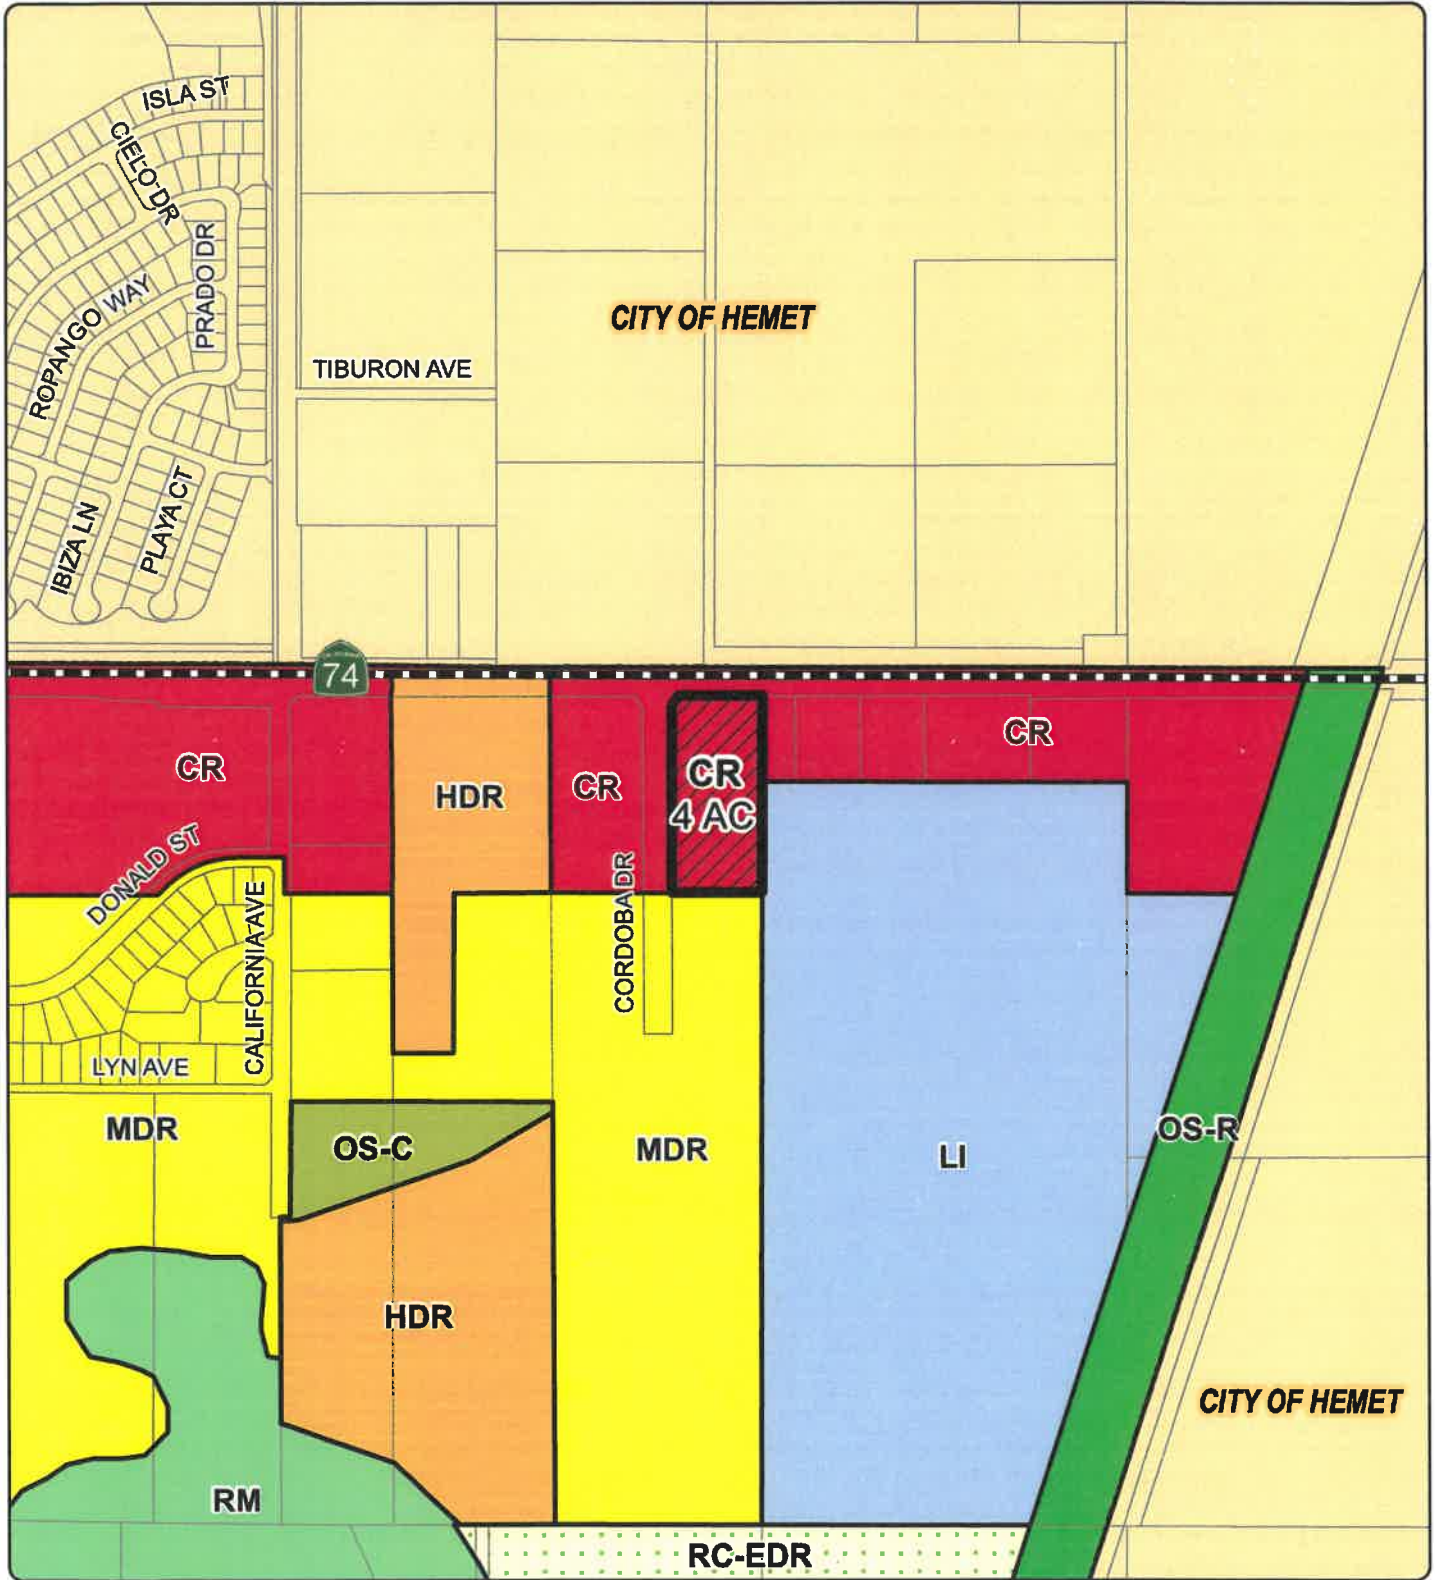 ISLA ST
CIELO DR
PRADO DR
ROPANGO WAY
CITY OF HEMET
TIBURON AVE
IBIZA LN
PLAYA CT
74
CR
HDR
CR
CR
4 AC
CR
DONALD ST
CALIFORNIA AVE
CORDOBA DR
LYN AVE
MDR
OS-C
MDR
LI
OS-R
HDR
CITY OF HEMET
RM
RC-EDR